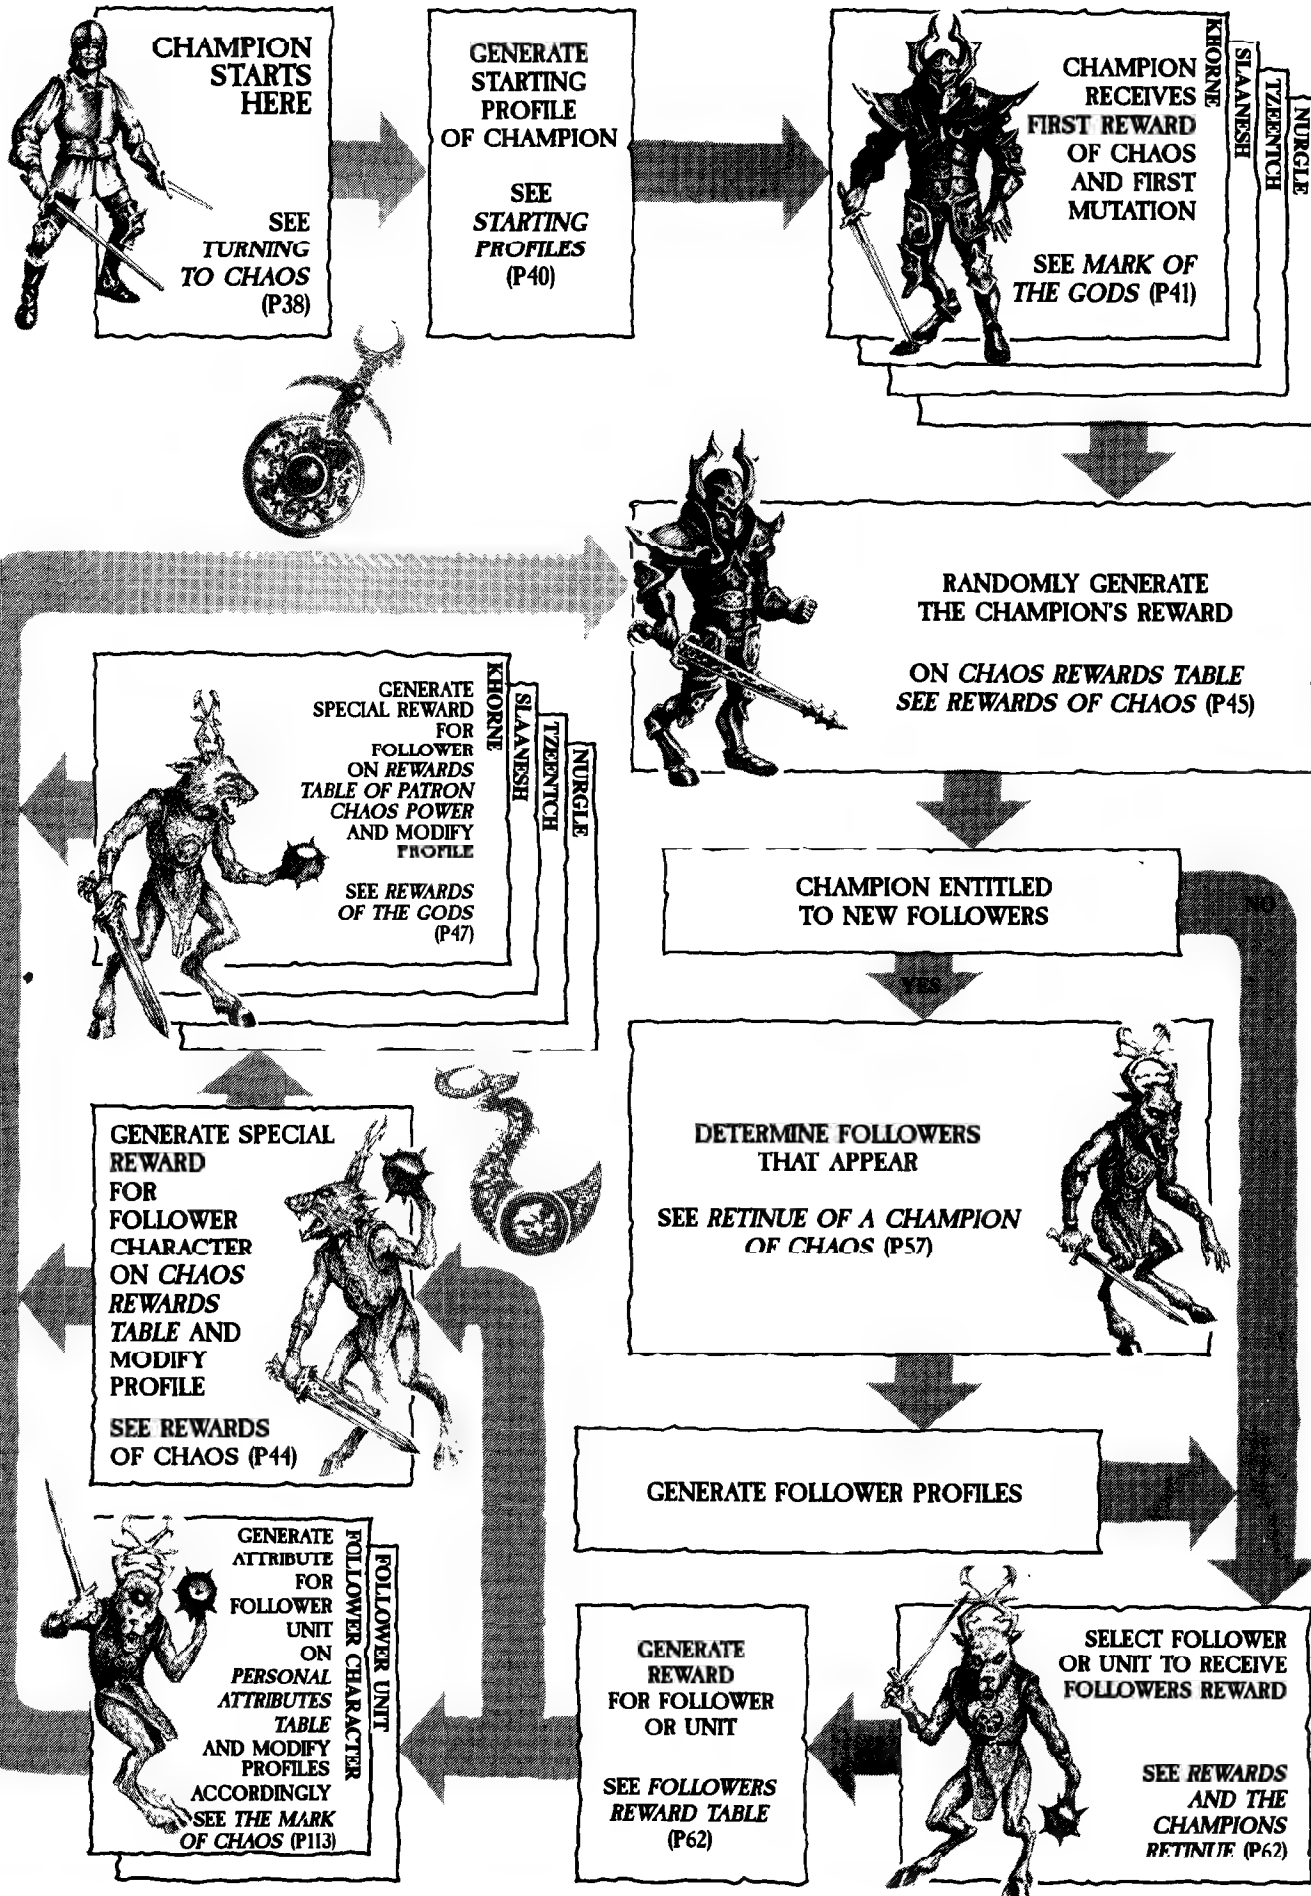 CHAMPION
STARTS
HERE
SEE
TURNING
TO CHAOS
(P38)
GENERATE
STARTING
PROFILE
OF CHAMPION
SEE
STARTING
PROFILES
(P40)
CHAMPION
RECEIVES
FIRST REWARD
OF CHAOS
AND FIRST
MUTATION
SEE MARK OF
THE GODS (P41)
KHORNE
SLAANESH
TZEENTCH
NURGLE
RANDOMLY GENERATE
THE CHAMPION'S REWARD
ON CHAOS REWARDS TABLE
SEE REWARDS OF CHAOS (P45)
CHAMPION ENTITLED
TO NEW FOLLOWERS
NO
YES
DETERMINE FOLLOWERS
THAT APPEAR
SEE RETINUE OF A CHAMPION
OF CHAOS (P57)
GENERATE FOLLOWER PROFILES
SELECT FOLLOWER
OR UNIT TO RECEIVE
FOLLOWERS REWARD
SEE REWARDS
AND THE
CHAMPIONS
RETINUE (P62)
GENERATE
REWARD
FOR FOLLOWER
OR UNIT
SEE FOLLOWERS
REWARD TABLE
(P62)
GENERATE
ATTRIBUTE
FOR
FOLLOWER
UNIT
ON
PERSONAL
ATTRIBUTES
TABLE
AND MODIFY
PROFILES
ACCORDINGLY
SEE THE MARK
OF CHAOS (P113)
FOLLOWER CHARACTER
FOLLOWER UNIT
GENERATE SPECIAL
REWARD
FOR
FOLLOWER
CHARACTER
ON CHAOS
REWARDS
TABLE AND
MODIFY
PROFILE
SEE REWARDS
OF CHAOS (P44)
GENERATE
SPECIAL REWARD
FOR
FOLLOWER
ON REWARDS
TABLE OF PATRON
CHAOS POWER
AND MODIFY
PROFILE
SEE REWARDS
OF THE GODS
(P47)
KHORNE
SLAANESH
TZEENTCH
NURGLE